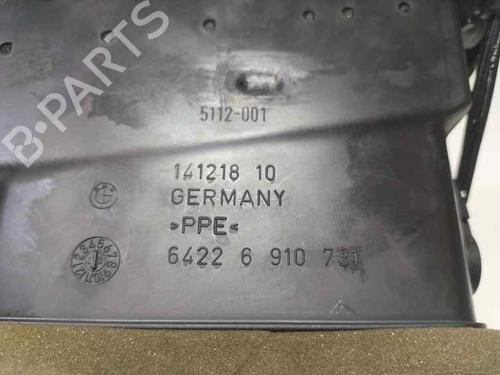 B-PARTS
5112-001
141218 10
GERMANY
>PPE<
6422 6 910 731